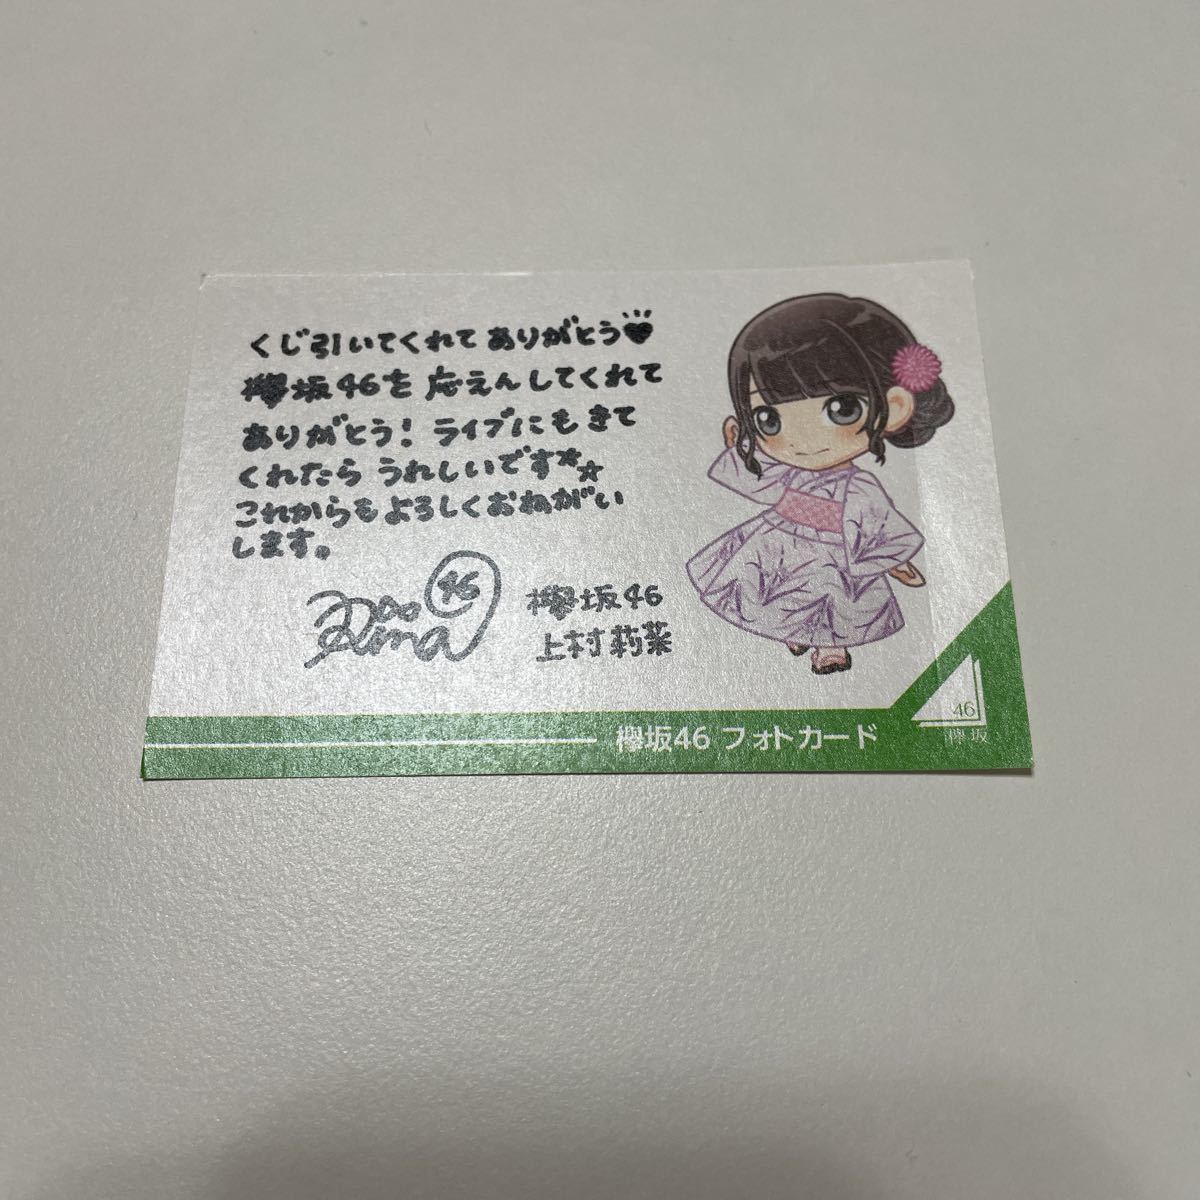 くじ引いてくれてありがとう♥
欅坂46を応えんしてくれて
ありがとう！ライブにもきて
くれたらうれしいです☆☆
これからもよろしくおねがい
します。
Rina 46
欅坂46
上村莉菜
46
欅坂
欅坂46 フォトカード